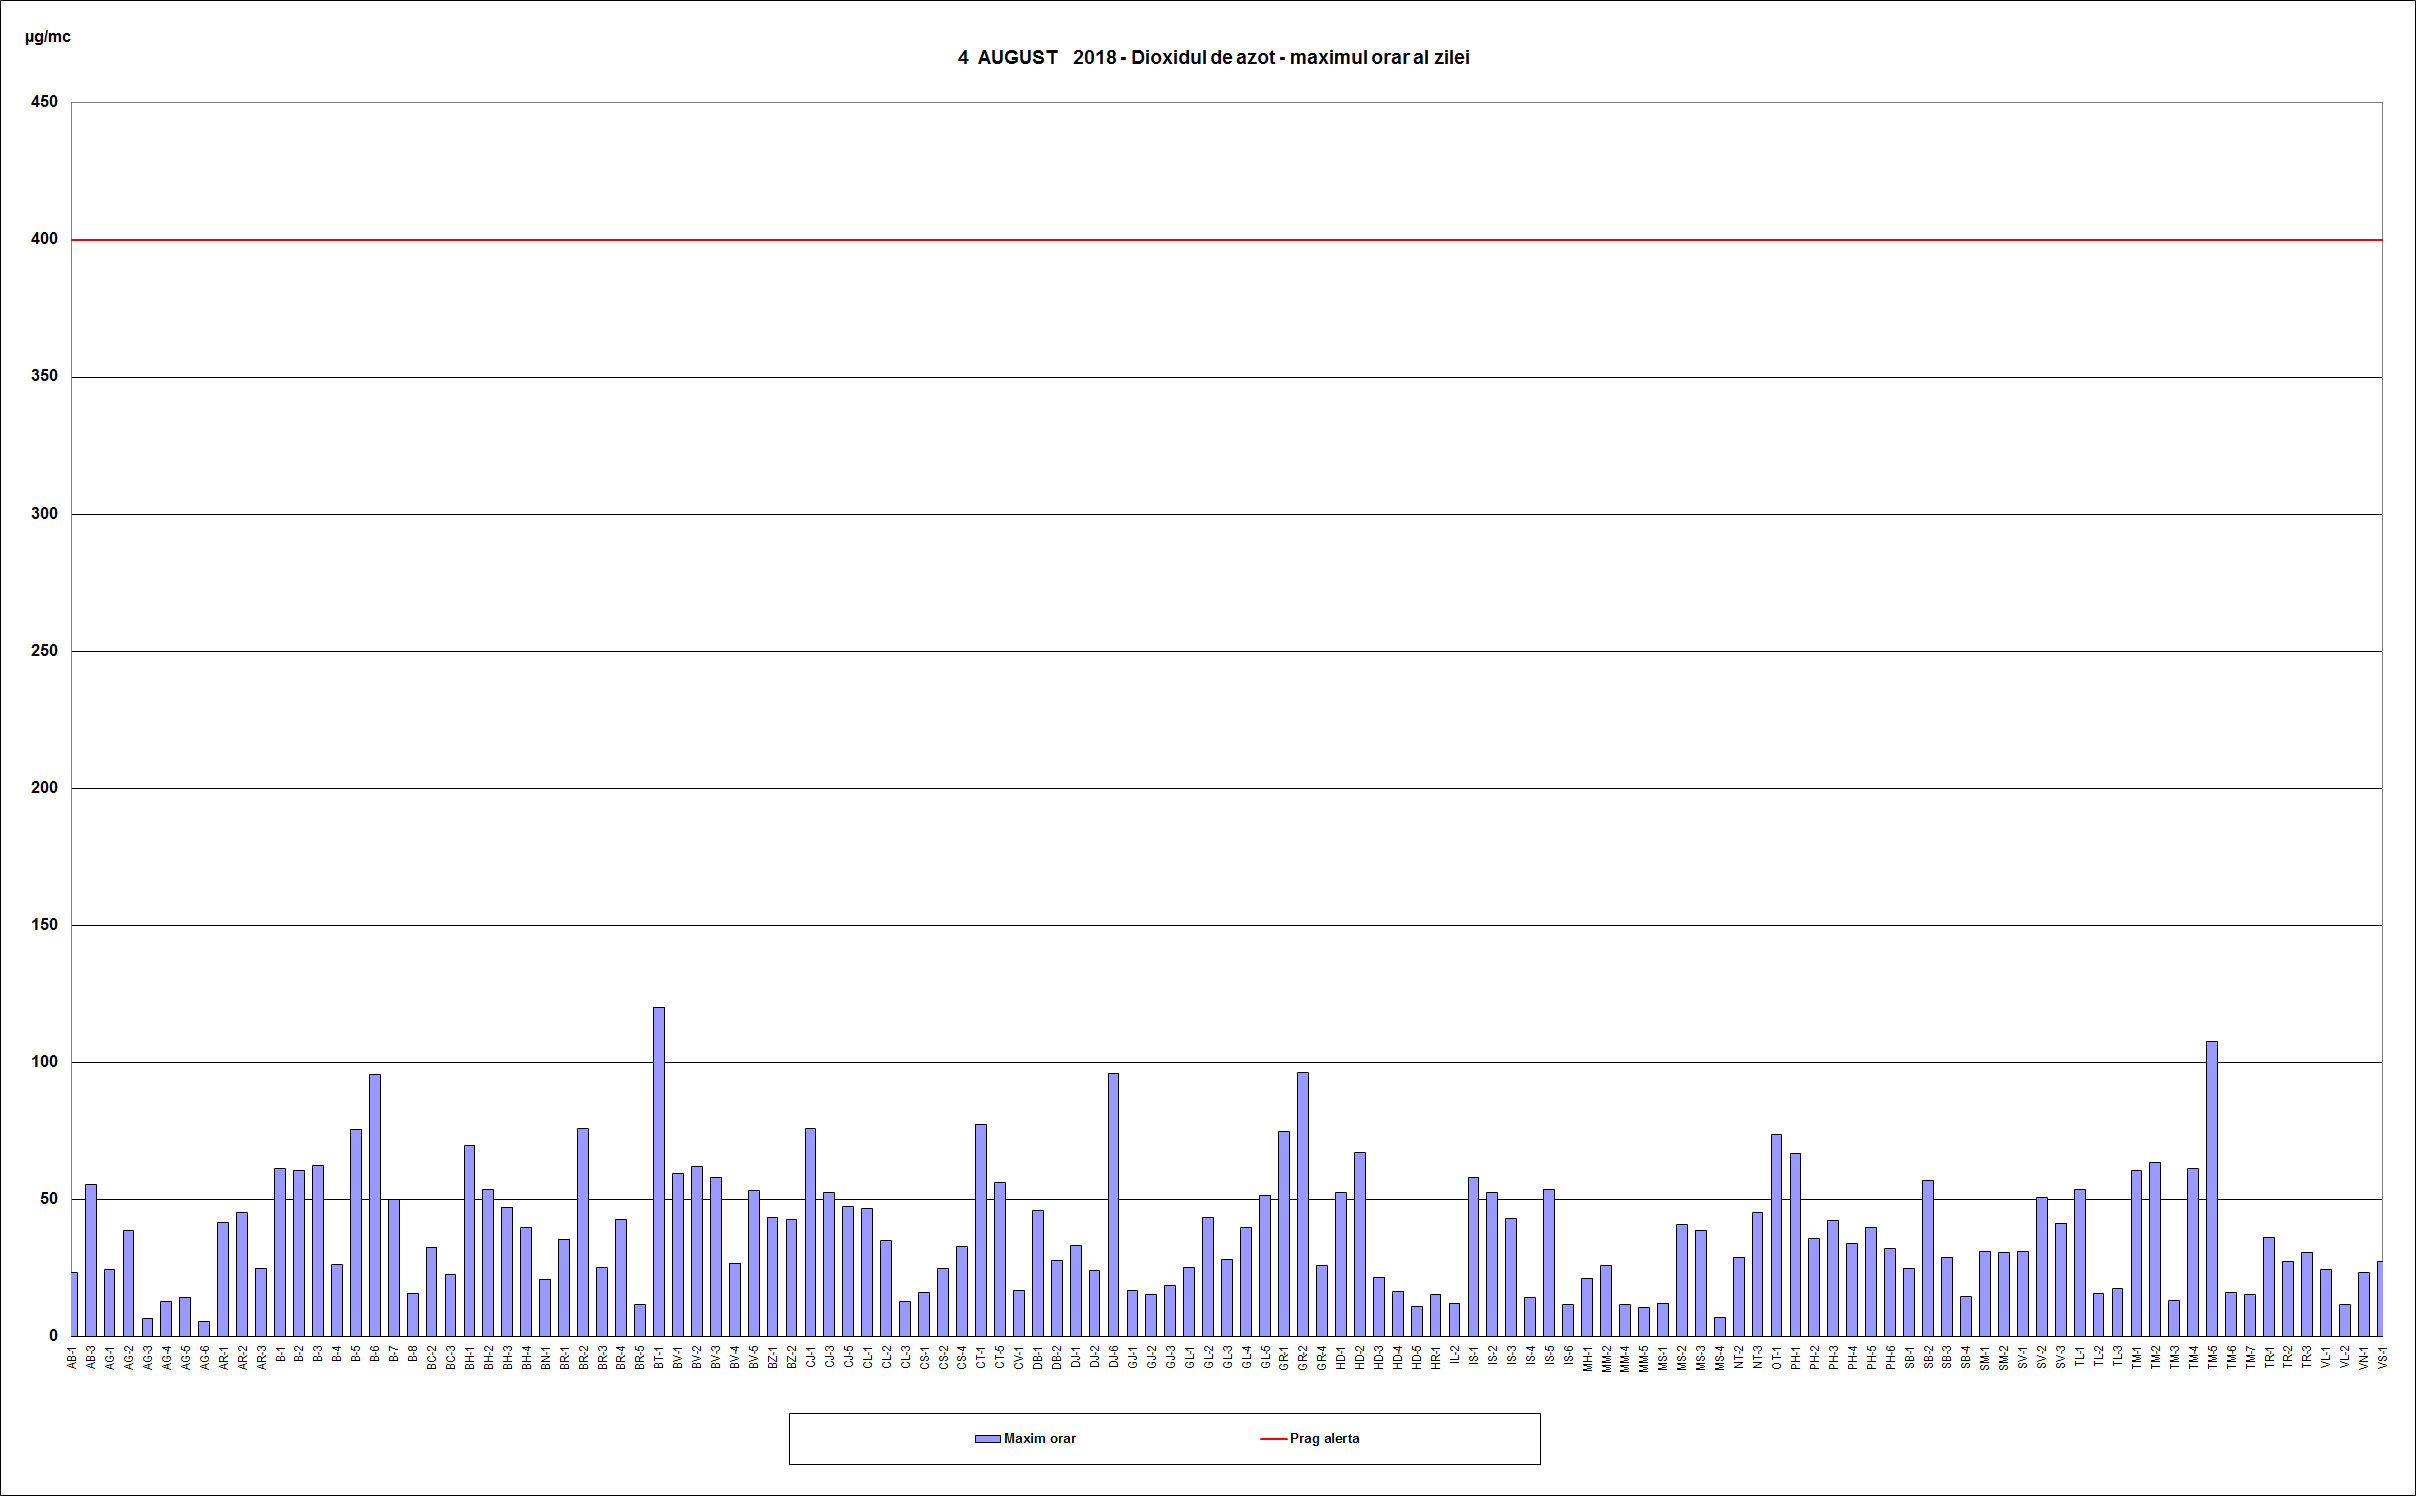 µg/mc
4 AUGUST 2018 - Dioxidul de azot - maximul orar al zilei
450
400
350
300
250
200
150
100
50
0
AB-1 AB-3 AG-1 AG-2 AG-3 AG-4 AG-5 AG-6 AR-1 AR-2 AR-3 B-1 B-2 B-3 B-4 B-5 B-6 B-7 B-8 BC-2 BC-3 BH-1 BH-2 BH-3 BH-4 BN-1 BR-1 BR-2 BR-3 BR-4 BR-5 BT-1 BV-1 BV-2 BV-3 BV-4 BV-5 BZ-1 BZ-2 CJ-1 CJ-3 CJ-5 CL-1 CL-2 CL-3 CS-1 CS-2 CS-4 CT-1 CT-5 CV-1 DB-1 DB-2 DJ-1 DJ-2 DJ-6 GJ-1 GJ-2 GJ-3 GL-1 GL-2 GL-3 GL-4 GL-5 GR-1 GR-2 GR-4 HD-1 HD-2 HD-3 HD-4 HD-5 HR-1 IL-2 IS-1 IS-2 IS-3 IS-4 IS-5 IS-6 MH-1 MM-2 MM-4 MM-5 MS-1 MS-2 MS-3 MS-4 NT-2 NT-3 OT-1 PH-1 PH-2 PH-3 PH-4 PH-5 PH-6 SB-1 SB-2 SB-3 SB-4 SM-1 SM-2 SV-1 SV-2 SV-3 TL-1 TL-2 TL-3 TM-1 TM-2 TM-3 TM-4 TM-5 TM-6 TM-7 TR-1 TR-2 TR-3 VL-1 VL-2 VN-1 VS-1
Maxim orar Prag alerta